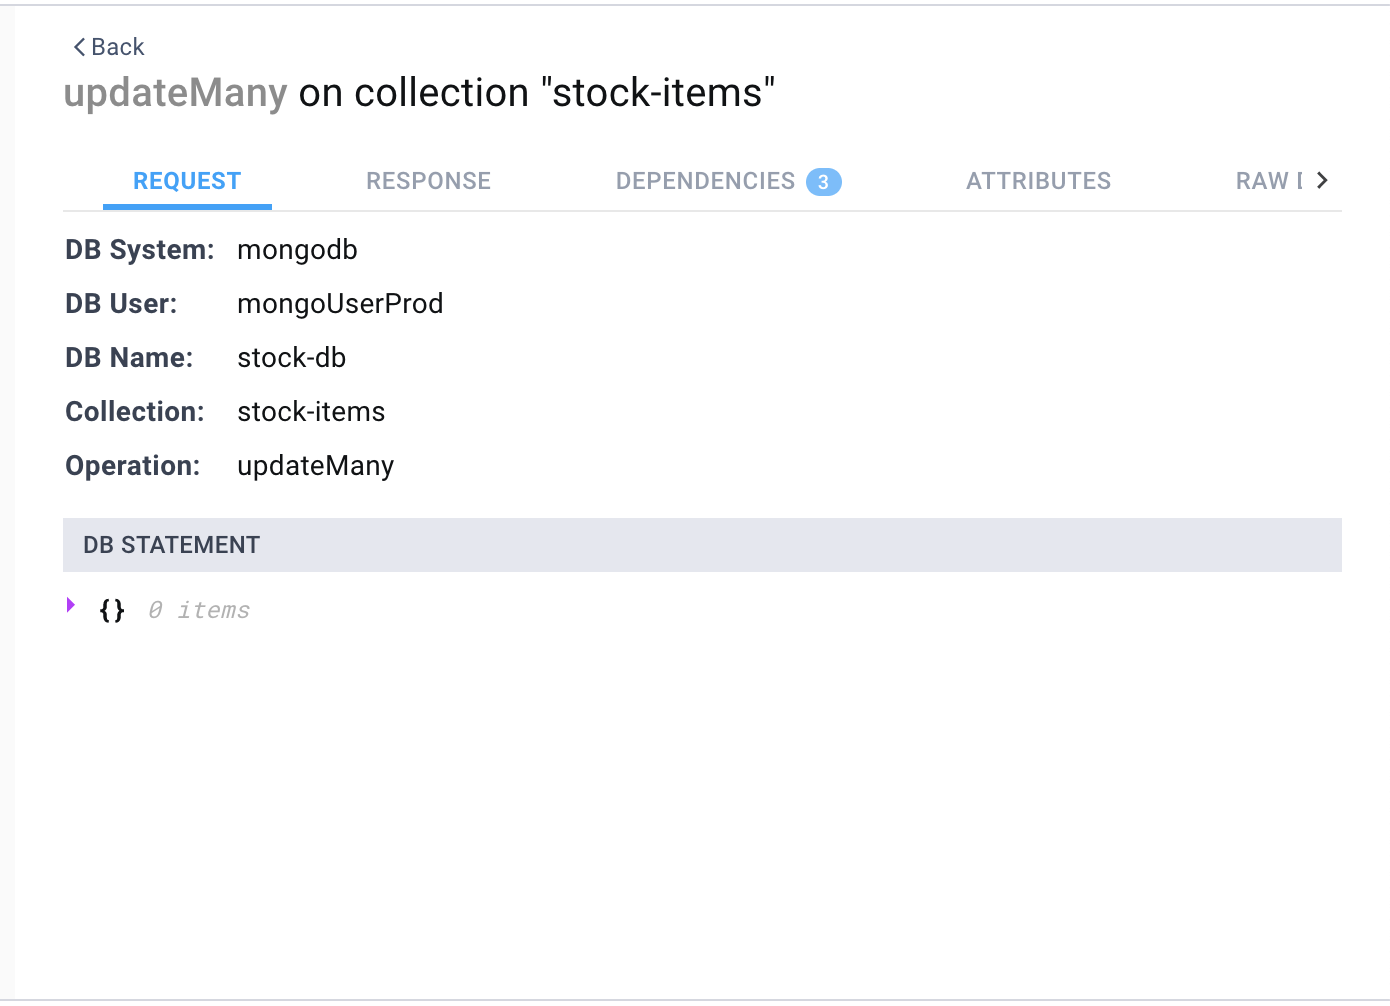 Back
updateMany on collection "stock-items"
REQUEST RESPONSE DEPENDENCIES 3 ATTRIBUTES RAW
DB System: mongodb
DB User: mongoUserProd
DB Name: stock-db
Collection: stock-items
Operation: updateMany
DB STATEMENT
{} 0 items